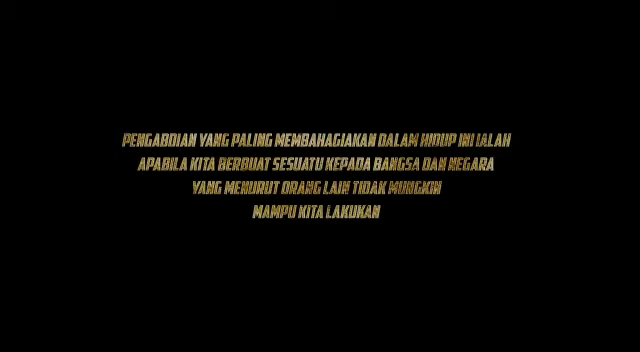 PENGABDIAN YANG PALING MEMBAHAGIAKAN DALAM HIDUP INI IALAH
APABILA KITA BERBUAT SESUATU KEPADA BANGSA DAN NEGARA
YANG MENURUT ORANG LAIN TIDAK MUNGKIN
MAMPU KITA LAKUKAN